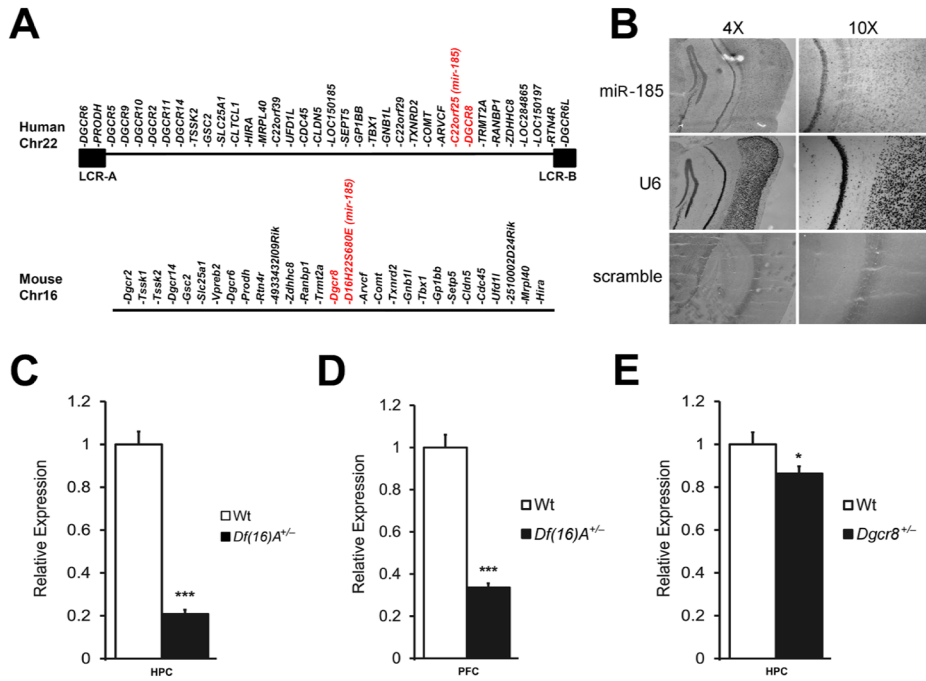 A
Human
Chr22
-DGCR6
-PRODH
-DGCR5
-DGCR9
-DGCR10
-DGCR2
-DGCR11
-DGCR14
-TSSK2
-GSC2
-SLC25A1
-CLTCL1
-HIRA
-MRPL40
-C22orf39
-UFD1L
-CDC45
-CLDN5
-LOC150185
-SEPT5
-GP1BB
-TBX1
-GNB1L
-C22orf29
-TXNRD2
-COMT
-ARVCF
-C22orf25 (mir-185)
-DGCR8
-TRMT2A
-RANBP1
-ZDHHC8
-LOC284865
-LOC150197
-RTN4R
-DGCR6L
LCR-A
LCR-B
Mouse
Chr16
-Dgcr2
-Tssk1
-Tssk2
-Dgcr14
-Gsc2
-Slc25a1
-Vpreb2
-Dgcr6
-Prodh
-Rtn4r
-4933432I09Rik
-Zdhhc8
-Ranbp1
-Trmt2a
-Dgcr8
-D16H22S680E (mir-185)
-Arvcf
-Comt
-Txnrd2
-Gnb1l
-Tbx1
-Gp1bb
-Setp5
-Cldn5
-Cdc45
-Ufd1l
-2510002D24Rik
-Mrpl40
-Hira
B
4X 10X
miR-185
U6
scramble
C
Relative Expression
1.2
1
0.8
0.6
0.4
0.2
0
***
Wt
Df(16)A+/−
HPC
D
Relative Expression
1.2
1
0.8
0.6
0.4
0.2
0
***
Wt
Df(16)A+/−
PFC
E
Relative Expression
1.2
1
0.8
0.6
0.4
0.2
0
*
Wt
Dgcr8+/−
HPC